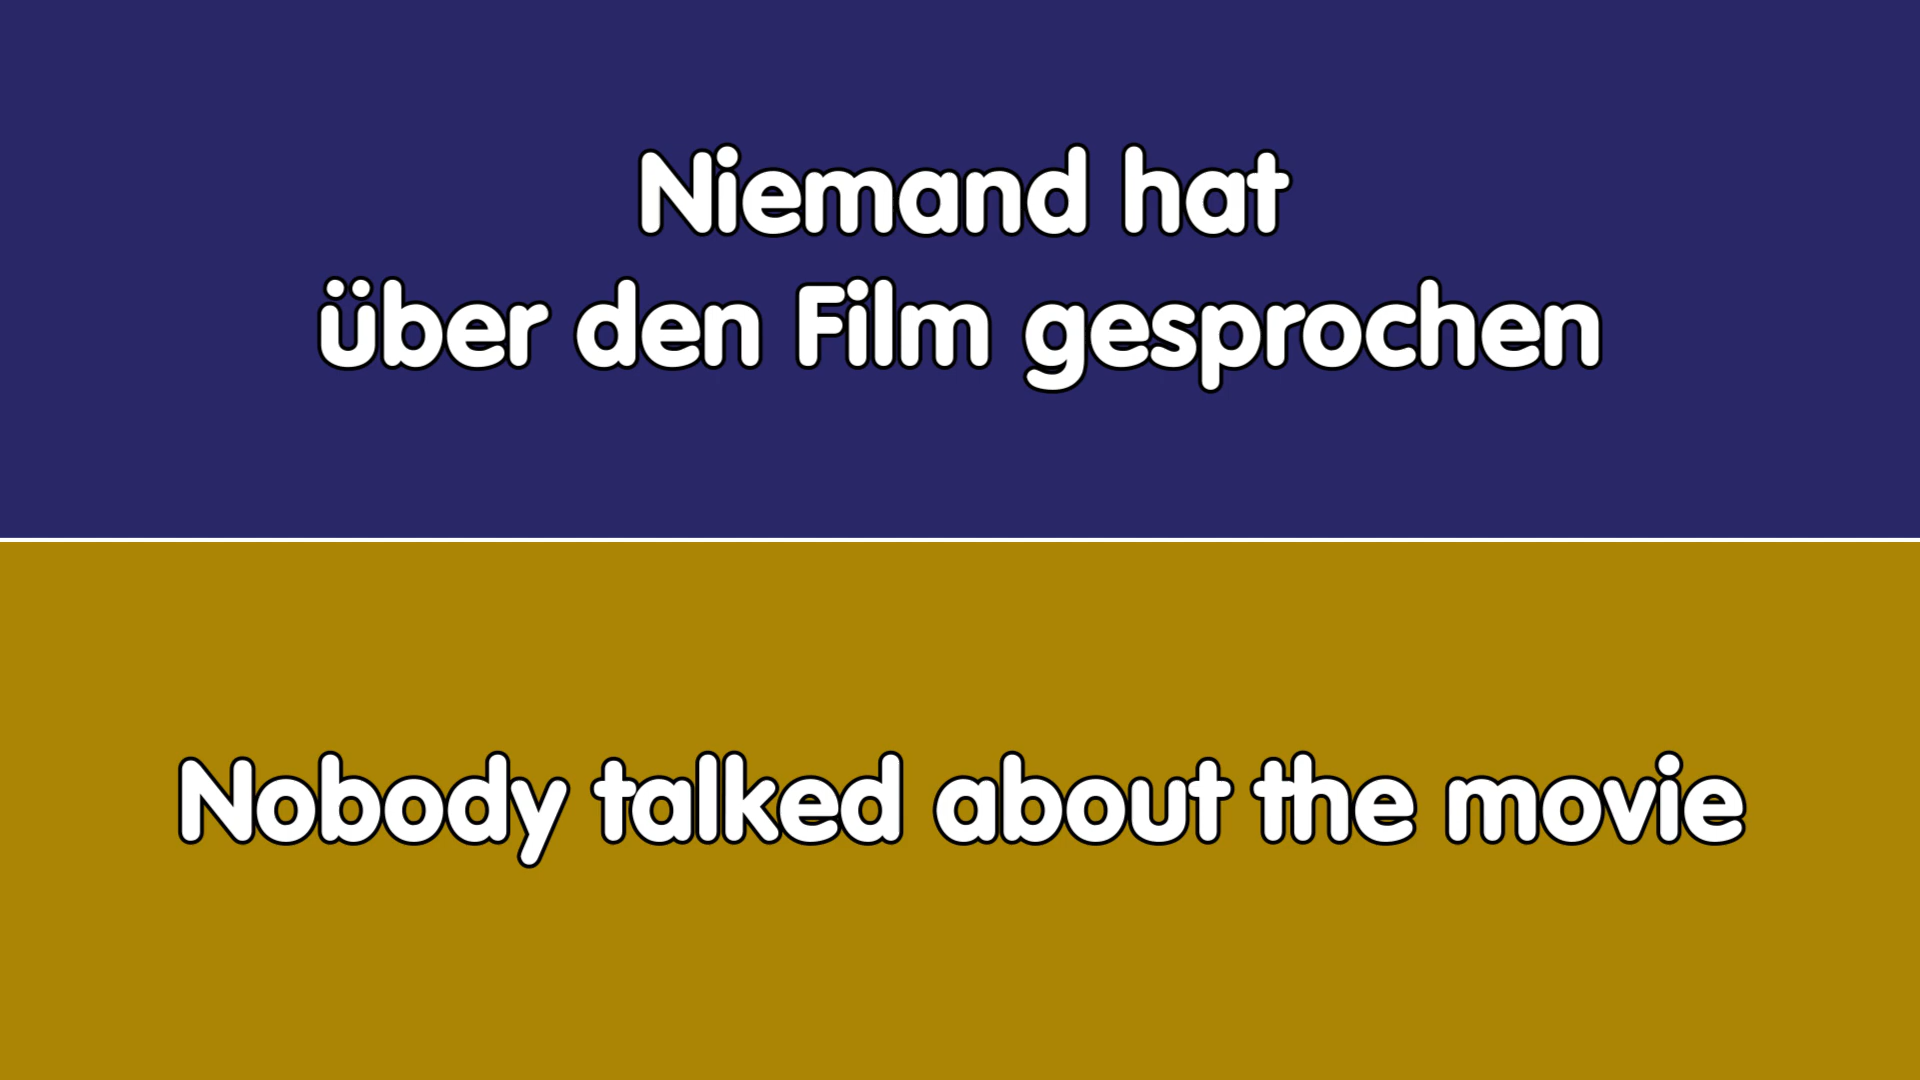 Niemand hat
über den Film gesprochen
Nobody talked about the movie